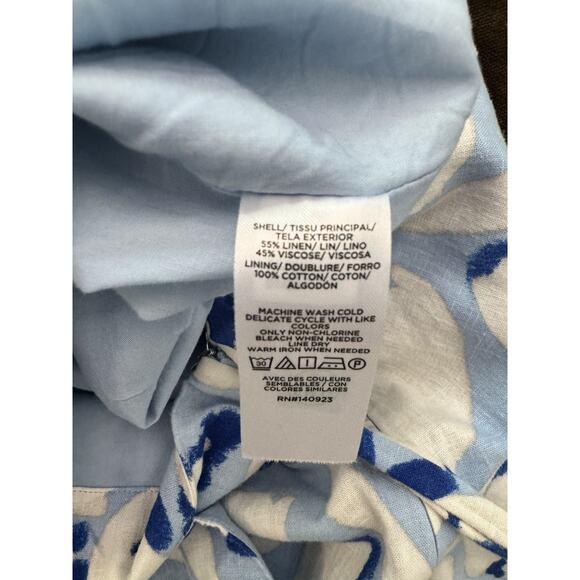 SHELL/ TISSU PRINCIPAL/
TELA EXTERIOR
55% LINEN/ LIN/ LINO
45% VISCOSE/ VISCOSA
LINING/ DOUBLURE/ FORRO
100% COTTON/ COTON/
ALGODÓN
MACHINE WASH COLD
DELICATE CYCLE WITH LIKE
COLORS
ONLY NON-CHLORINE
BLEACH WHEN NEEDED
LINE DRY
WARM IRON WHEN NEEDED
30 P
AVEC DES COULEURS
SEMBLABLES / CON
COLORES SIMILARES
RN#140923